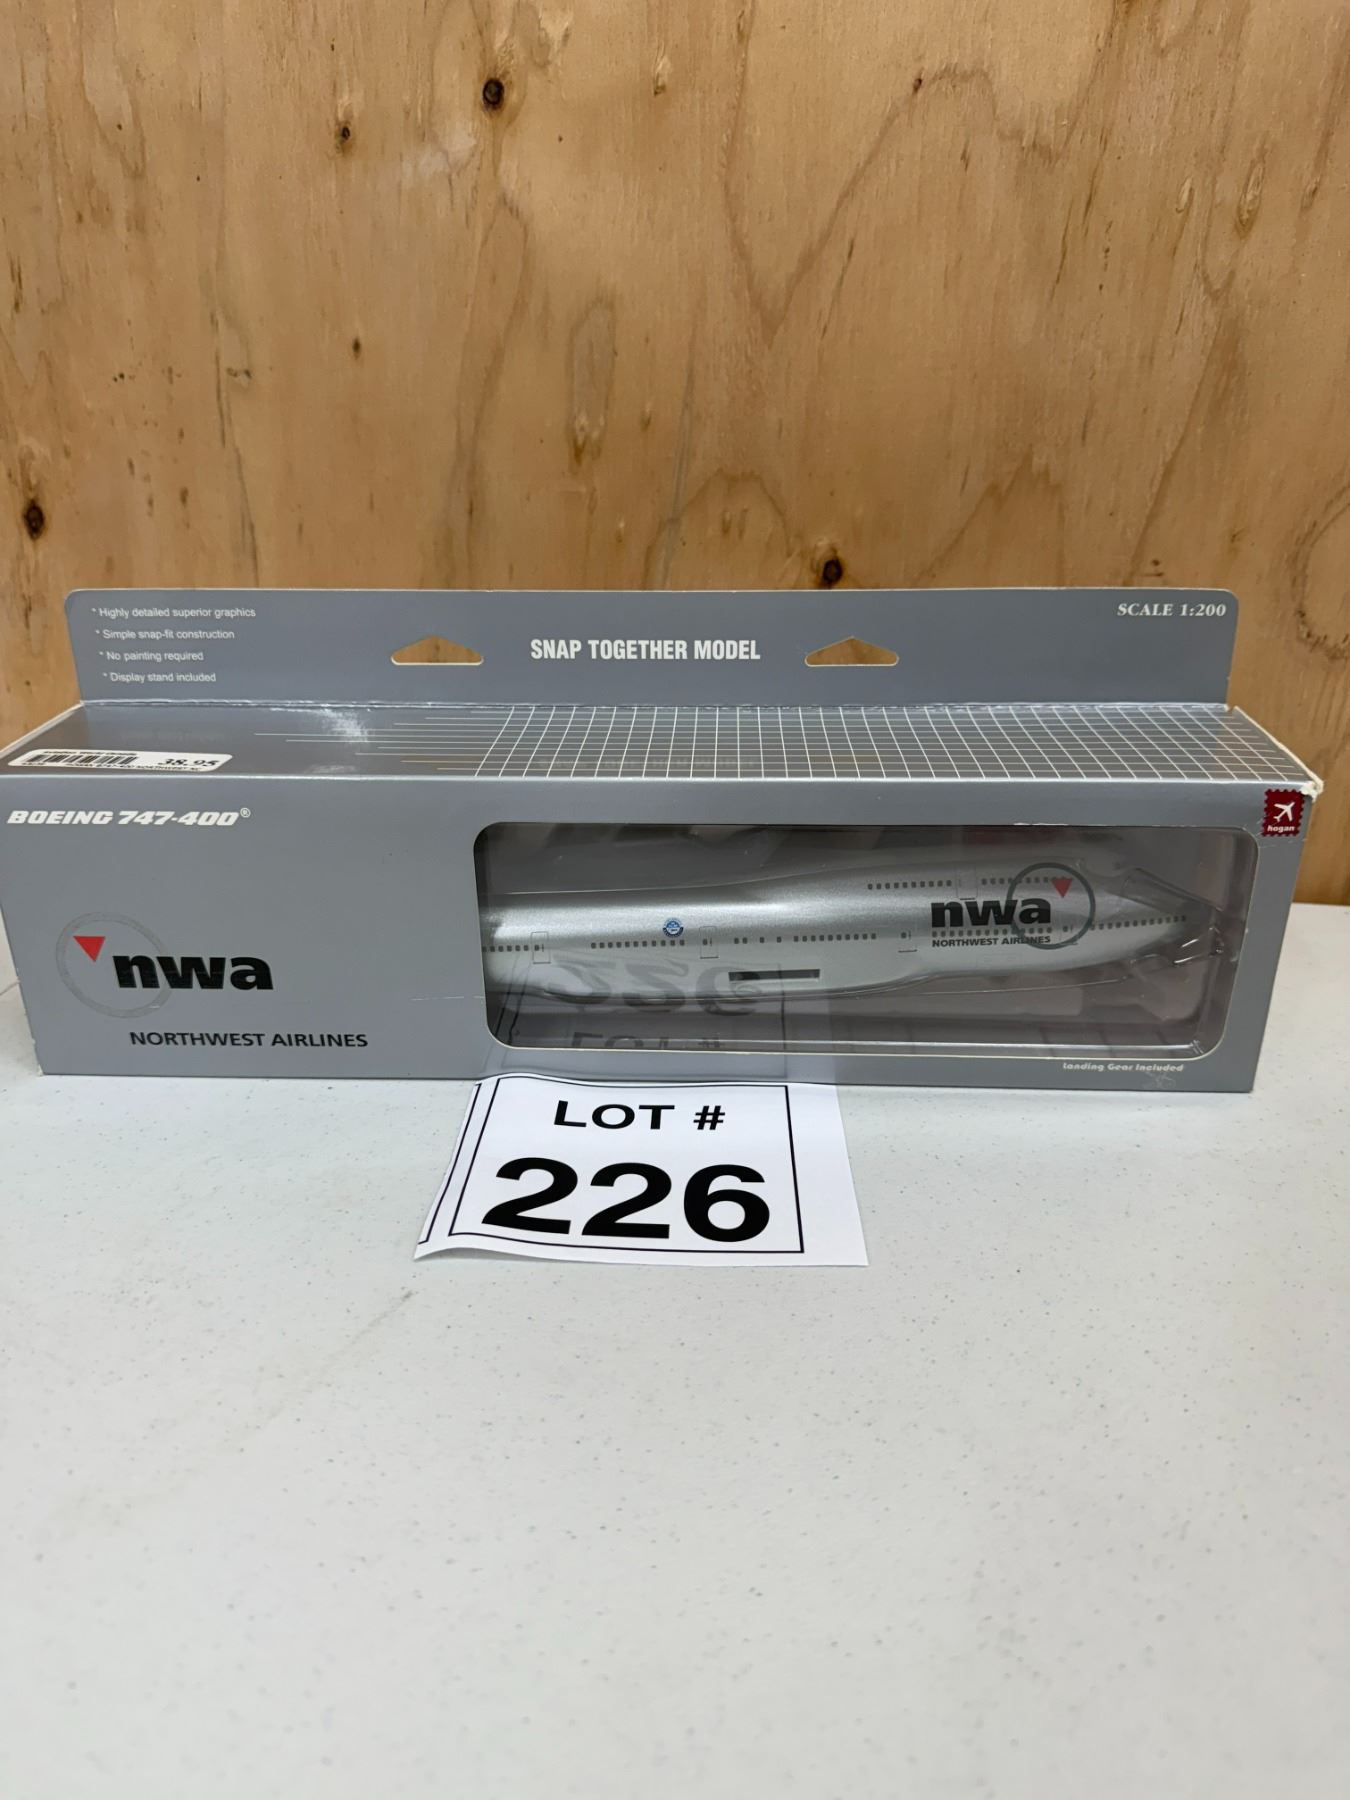 * Highly detailed superior graphics
* Simple snap-fit construction
* No painting required
* Display stand included
SNAP TOGETHER MODEL
SCALE 1:200
38.95
BOEING 747-400®
hogan
nwa
NORTHWEST AIRLINES
nwa
NORTHWEST AIRLINES
Landing Gear Included
LOT #
226